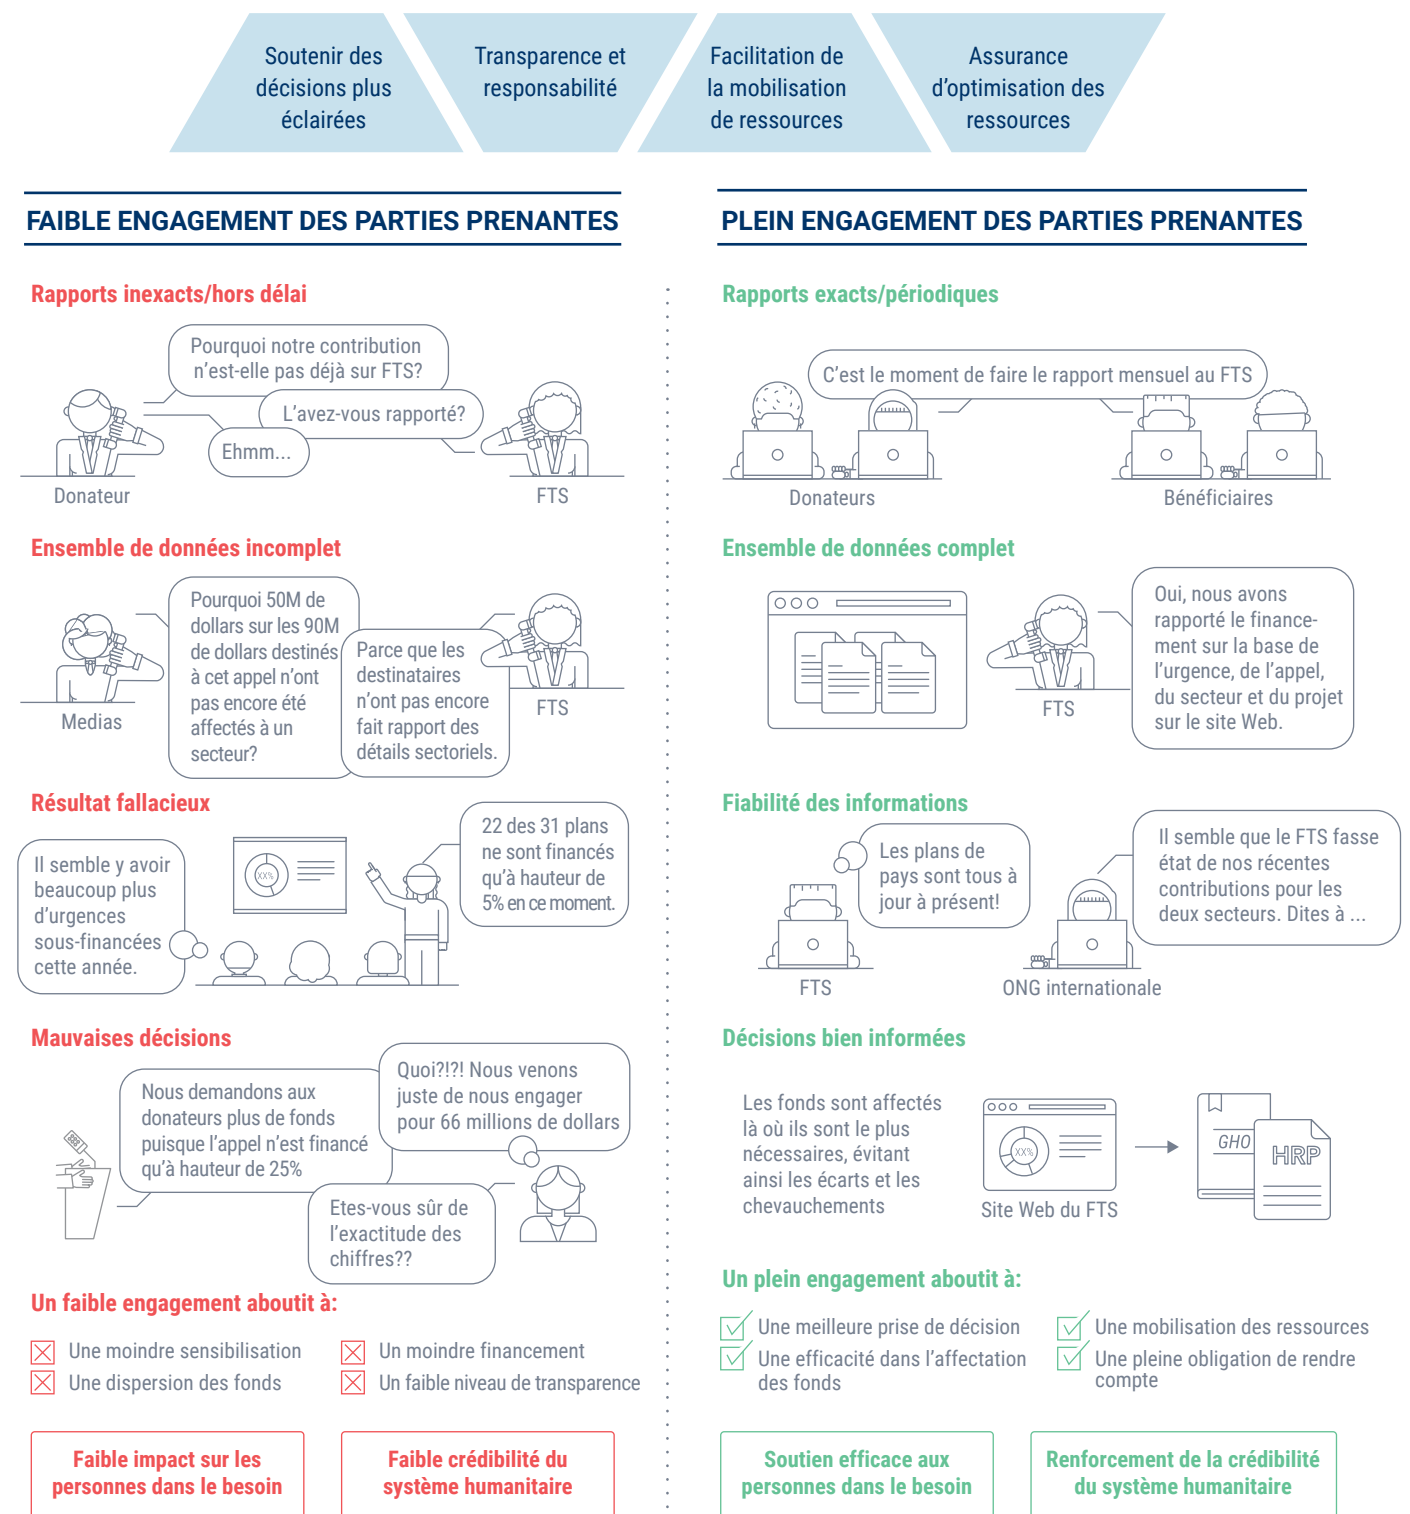 Soutenir des
décisions plus
éclairées
Transparence et
responsabilité
Facilitation de
la mobilisation
de ressources
Assurance
d'optimisation des
ressources
FAIBLE ENGAGEMENT DES PARTIES PRENANTES
Rapports inexacts/hors délai
Pourquoi notre contribution
n'est-elle pas déjà sur FTS?
L'avez-vous rapporté?
Ehmm...
Donateur
FTS
Ensemble de données incomplet
Pourquoi 50M de
dollars sur les 90M
de dollars destinés
à cet appel n'ont
pas encore été
affectés à un
secteur?
Parce que les
destinataires
n'ont pas encore
fait rapport des
détails sectoriels.
Medias
FTS
Résultat fallacieux
Il semble y avoir
beaucoup plus
d'urgences
sous-financées
cette année.
XX%
22 des 31 plans
ne sont financés
qu'à hauteur de
5% en ce moment.
Mauvaises décisions
Nous demandons aux
donateurs plus de fonds
puisque l'appel n'est financé
qu'à hauteur de 25%
Quoi?!?! Nous venons
juste de nous engager
pour 66 millions de dollars
Etes-vous sûr de
l'exactitude des
chiffres??
Un faible engagement aboutit à:
Une moindre sensibilisation
Une dispersion des fonds
Un moindre financement
Un faible niveau de transparence
Faible impact sur les
personnes dans le besoin
Faible crédibilité du
système humanitaire
PLEIN ENGAGEMENT DES PARTIES PRENANTES
Rapports exacts/périodiques
C'est le moment de faire le rapport mensuel au FTS
Donateurs
Bénéficiaires
Ensemble de données complet
Oui, nous avons
rapporté le finance-
ment sur la base de
l'urgence, de l'appel,
du secteur et du projet
sur le site Web.
FTS
Fiabilité des informations
Les plans de
pays sont tous à
jour à présent!
FTS
Il semble que le FTS fasse
état de nos récentes
contributions pour les
deux secteurs. Dites à ...
ONG internationale
Décisions bien informées
Les fonds sont affectés
là où ils sont le plus
nécessaires, évitant
ainsi les écarts et les
chevauchements
XX%
Site Web du FTS
GHO
HRP
Un plein engagement aboutit à:
Une meilleure prise de décision
Une efficacité dans l'affectation
des fonds
Une mobilisation des ressources
Une pleine obligation de rendre
compte
Soutien efficace aux
personnes dans le besoin
Renforcement de la crédibilité
du système humanitaire